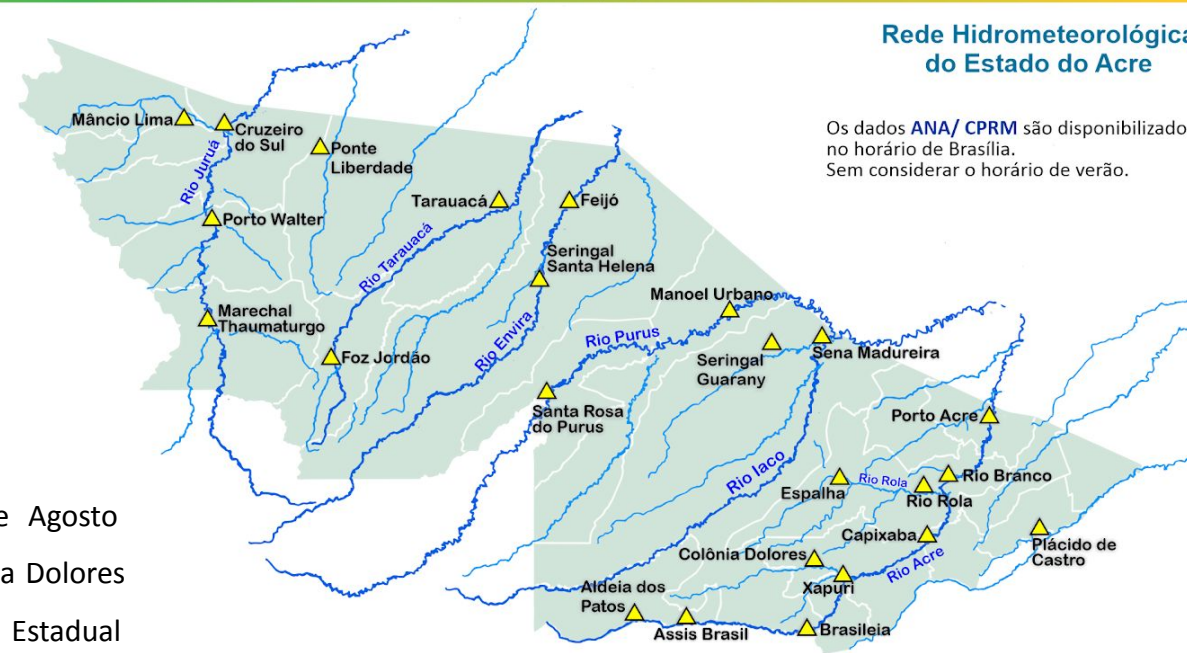 Rede Hidrometeorológica
do Estado do Acre
Os dados ANA/ CPRM são disponibilizado
no horário de Brasília.
Sem considerar o horário de verão.
Mâncio Lima
Cruzeiro
do Sul
Ponte
Liberdade
Rio Juruá
Porto Walter
Tarauacá
Feijó
Rio Tarauacá
Seringal
Santa Helena
Manoel Urbano
Marechal
Thaumaturgo
Foz Jordão
Rio Envira
Rio Purus
Seringal
Guarany
Sena Madureira
Santa Rosa
do Purus
Porto Acre
Rio Iaco
Espalha
Rio Rola
Rio Rola
Rio Branco
Capixaba
Plácido de
Castro
Colônia Dolores
Rio Acre
Xapuri
Aldeia dos
Patos
Assis Brasil
Brasileia
e Agosto
a Dolores
Estadual